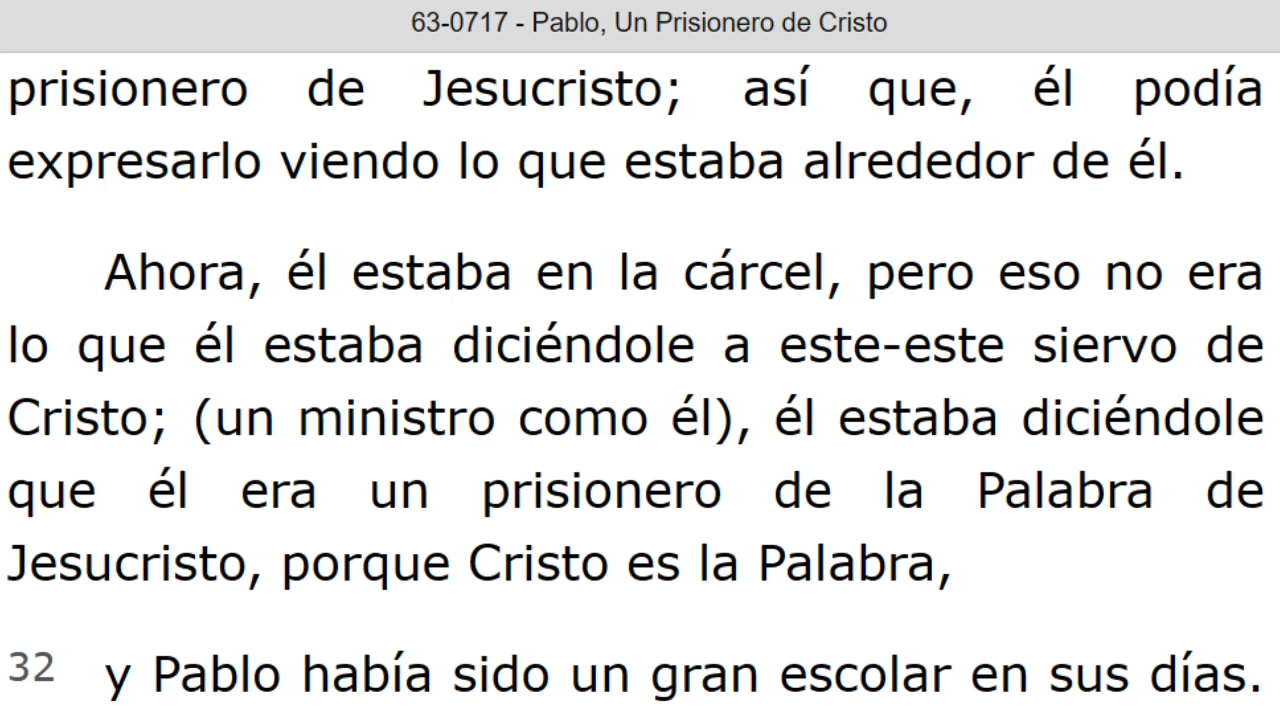 63-0717 - Pablo, Un Prisionero de Cristo
prisionero de Jesucristo; así que, él podía
expresarlo viendo lo que estaba alrededor de él.
Ahora, él estaba en la cárcel, pero eso no era
lo que él estaba diciéndole a este-este siervo de
Cristo; (un ministro como él), él estaba diciéndole
que él era un prisionero de la Palabra de
Jesucristo, porque Cristo es la Palabra,
32 y Pablo había sido un gran escolar en sus días.